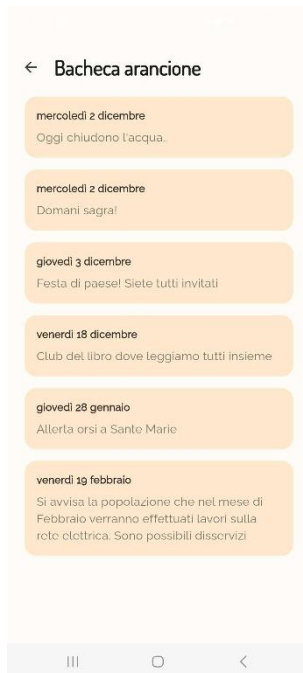 Bacheca arancione
mercoledì 2 dicembre
Oggi chiudono l'acqua.
mercoledì 2 dicembre
Domani sagra!
giovedì 3 dicembre
Festa di paese! Siete tutti invitati
venerdì 18 dicembre
Club del libro dove leggiamo tutti insieme
giovedì 28 gennaio
Allerta orsi a Sante Marie
venerdì 19 febbraio
Si avvisa la popolazione che nel mese di
Febbraio verranno effettuati lavori sulla
rete elettrica. Sono possibili disservizi